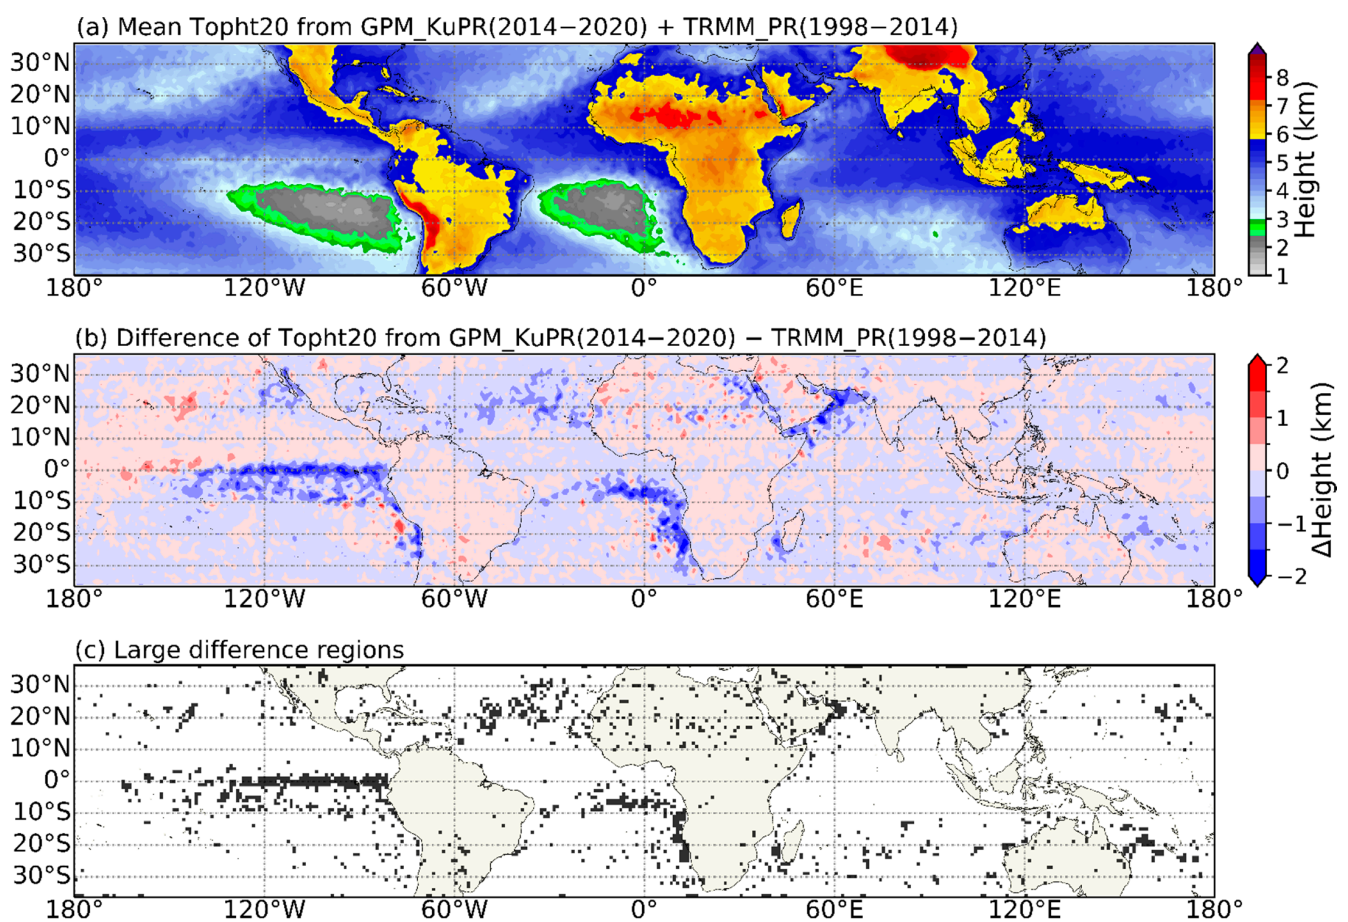 (a) Mean Topht20 from GPM_KuPR(2014−2020) + TRMM_PR(1998−2014)
30°N
20°N
10°N
0°
10°S
20°S
30°S
180° 120°W 60°W 0° 60°E 120°E 180°
8
7
6
5
4
3
2
1
Height (km)
(b) Difference of Topht20 from GPM_KuPR(2014−2020) − TRMM_PR(1998−2014)
30°N
20°N
10°N
0°
10°S
20°S
30°S
180° 120°W 60°W 0° 60°E 120°E 180°
2
1
0
−1
−2
ΔHeight (km)
(c) Large difference regions
30°N
20°N
10°N
0°
10°S
20°S
30°S
180° 120°W 60°W 0° 60°E 120°E 180°